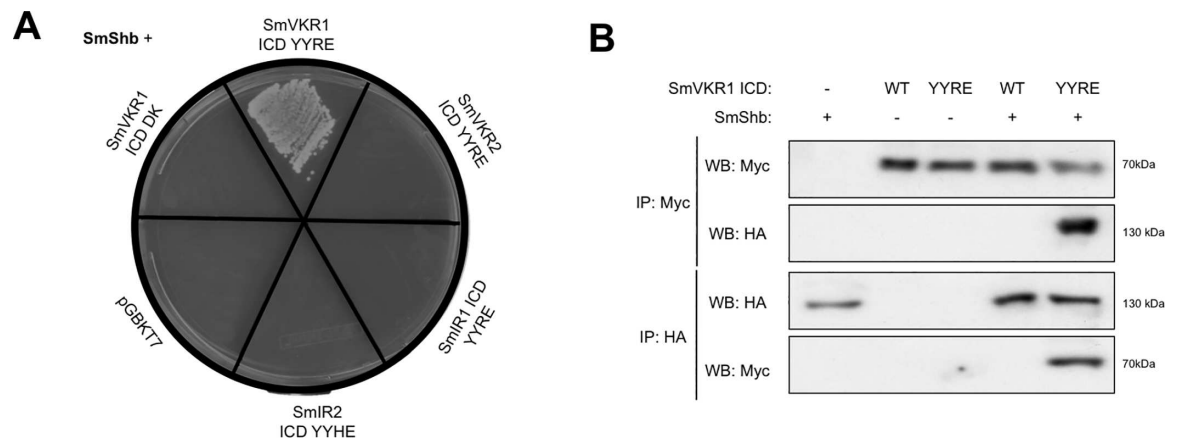 A
SmShb +
SmVKR1
ICD YYRE
SmVKR2
ICD YYRE
SmIR1 ICD
YYRE
SmIR2
ICD YYHE
pGBKT7
SmVKR1
ICD DK
B
SmVKR1 ICD: - WT YYRE WT YYRE
SmShb: + - - + +
IP: Myc
WB: Myc 70kDa
WB: HA 130 kDa
IP: HA
WB: HA 130 kDa
WB: Myc 70kDa